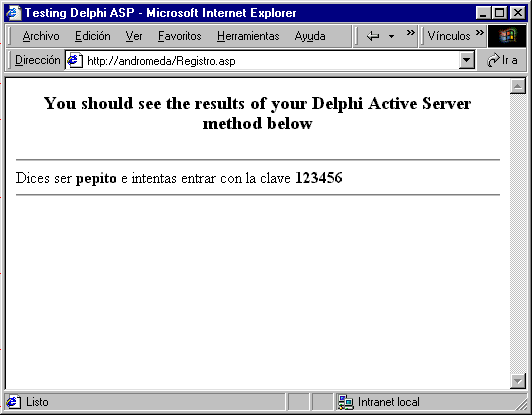 Testing Delphi ASP - Microsoft Internet Explorer
Archivo Edición Ver Favoritos Herramientas Ayuda » Vínculos »
Dirección http://andromeda/Registro.asp Ir a
You should see the results of your Delphi Active Server
method below
Dices ser pepito e intentas entrar con la clave 123456
Listo Intranet local